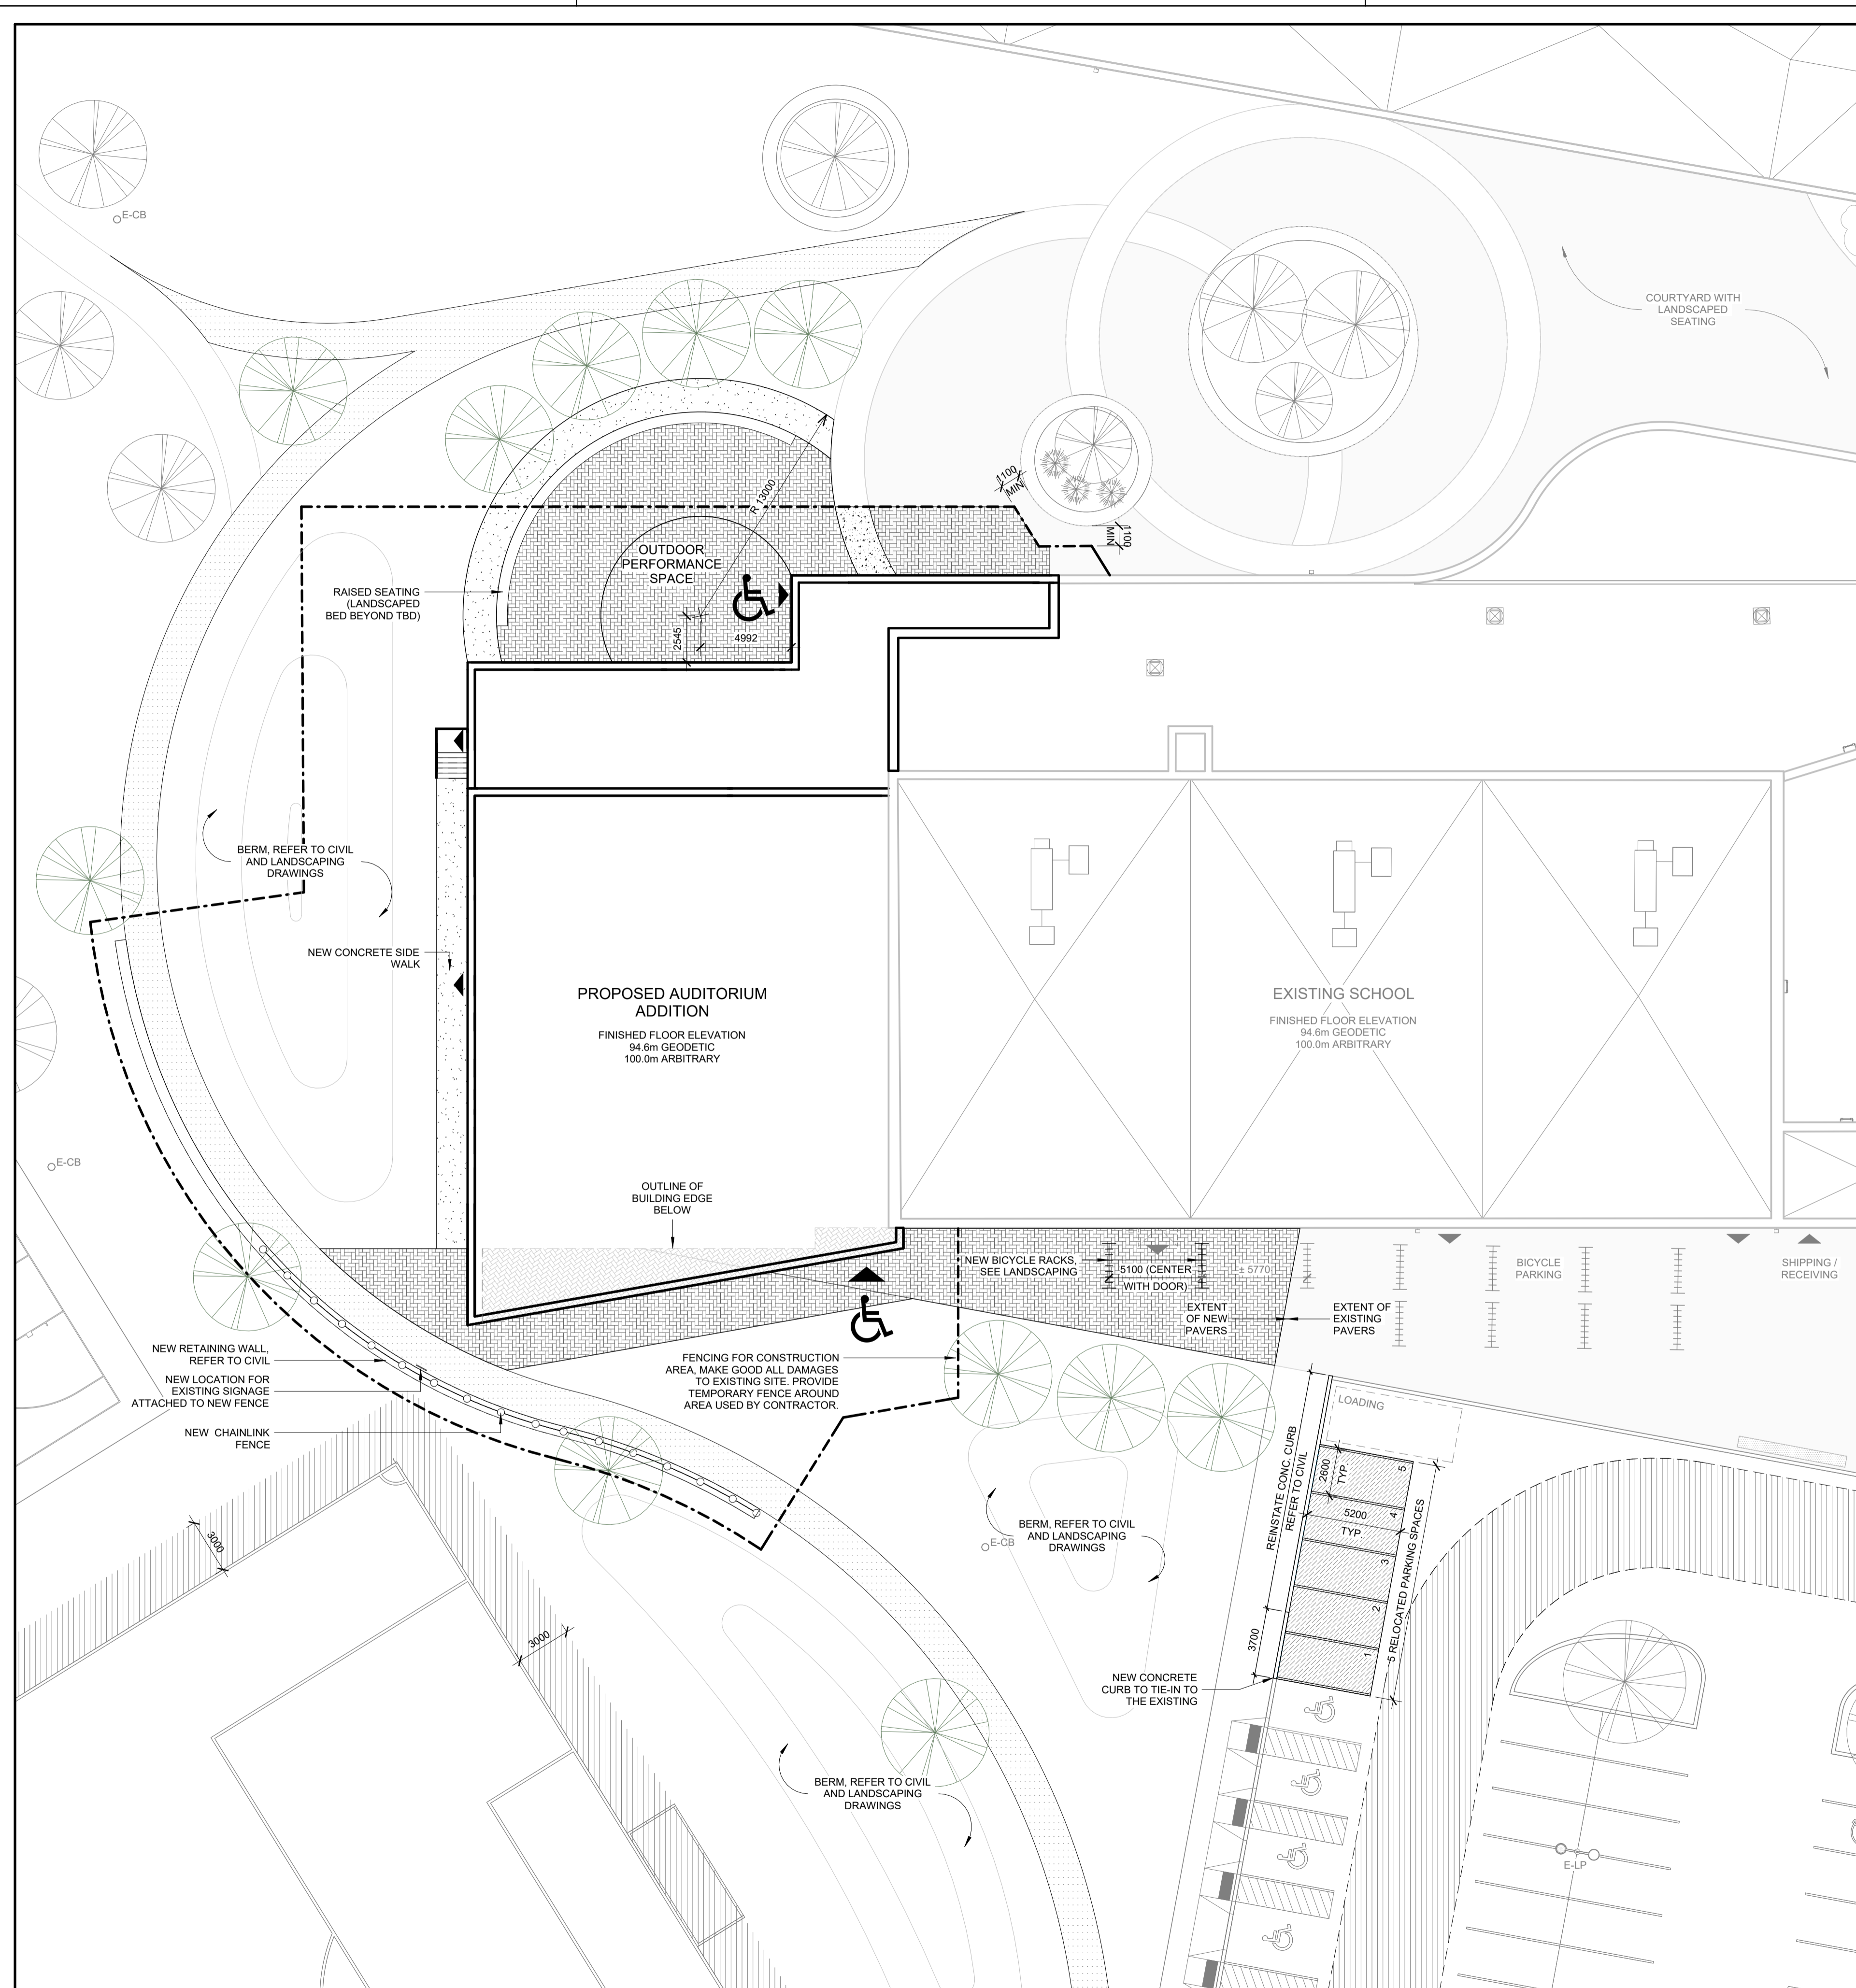 E-CB
COURTYARD WITH
LANDSCAPED
SEATING
1100
MIN
R 13000
1100
MIN
OUTDOOR
PERFORMANCE
SPACE
RAISED SEATING
(LANDSCAPED
BED BEYOND TBD)
2545
4992
BERM, REFER TO CIVIL
AND LANDSCAPING
DRAWINGS
NEW CONCRETE SIDE
WALK
PROPOSED AUDITORIUM
ADDITION
FINISHED FLOOR ELEVATION
94.6m GEODETIC
100.0m ARBITRARY
EXISTING SCHOOL
FINISHED FLOOR ELEVATION
94.6m GEODETIC
100.0m ARBITRARY
E-CB
OUTLINE OF
BUILDING EDGE
BELOW
NEW BICYCLE RACKS,
SEE LANDSCAPING
5100 (CENTER
WITH DOOR)
± 5770
BICYCLE
PARKING
SHIPPING /
RECEIVING
EXTENT
OF NEW
PAVERS
EXTENT OF
EXISTING
PAVERS
NEW RETAINING WALL,
REFER TO CIVIL
NEW LOCATION FOR
EXISTING SIGNAGE
ATTACHED TO NEW FENCE
NEW CHAINLINK
FENCE
FENCING FOR CONSTRUCTION
AREA, MAKE GOOD ALL DAMAGES
TO EXISTING SITE. PROVIDE
TEMPORARY FENCE AROUND
AREA USED BY CONTRACTOR.
LOADING
REINSTATE CONC. CURB
REFER TO CIVIL
2600
TYP.
5200
TYP.
5
4
3
2
1
5 RELOCATED PARKING SPACES
3700
3000
3000
E-CB
BERM, REFER TO CIVIL
AND LANDSCAPING
DRAWINGS
NEW CONCRETE
CURB TO TIE-IN TO
THE EXISTING
BERM, REFER TO CIVIL
AND LANDSCAPING
DRAWINGS
E-LP